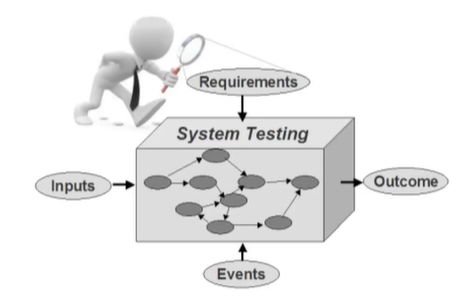 Requirements
System Testing
Inputs
Outcome
Events